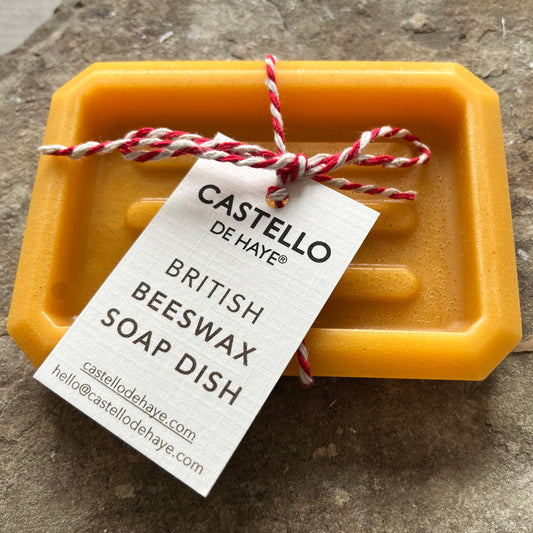 CASTELLO
DE HAYE®
BRITISH
BEESWAX
SOAP DISH
castellodehaye.com
hello@castellodehaye.com